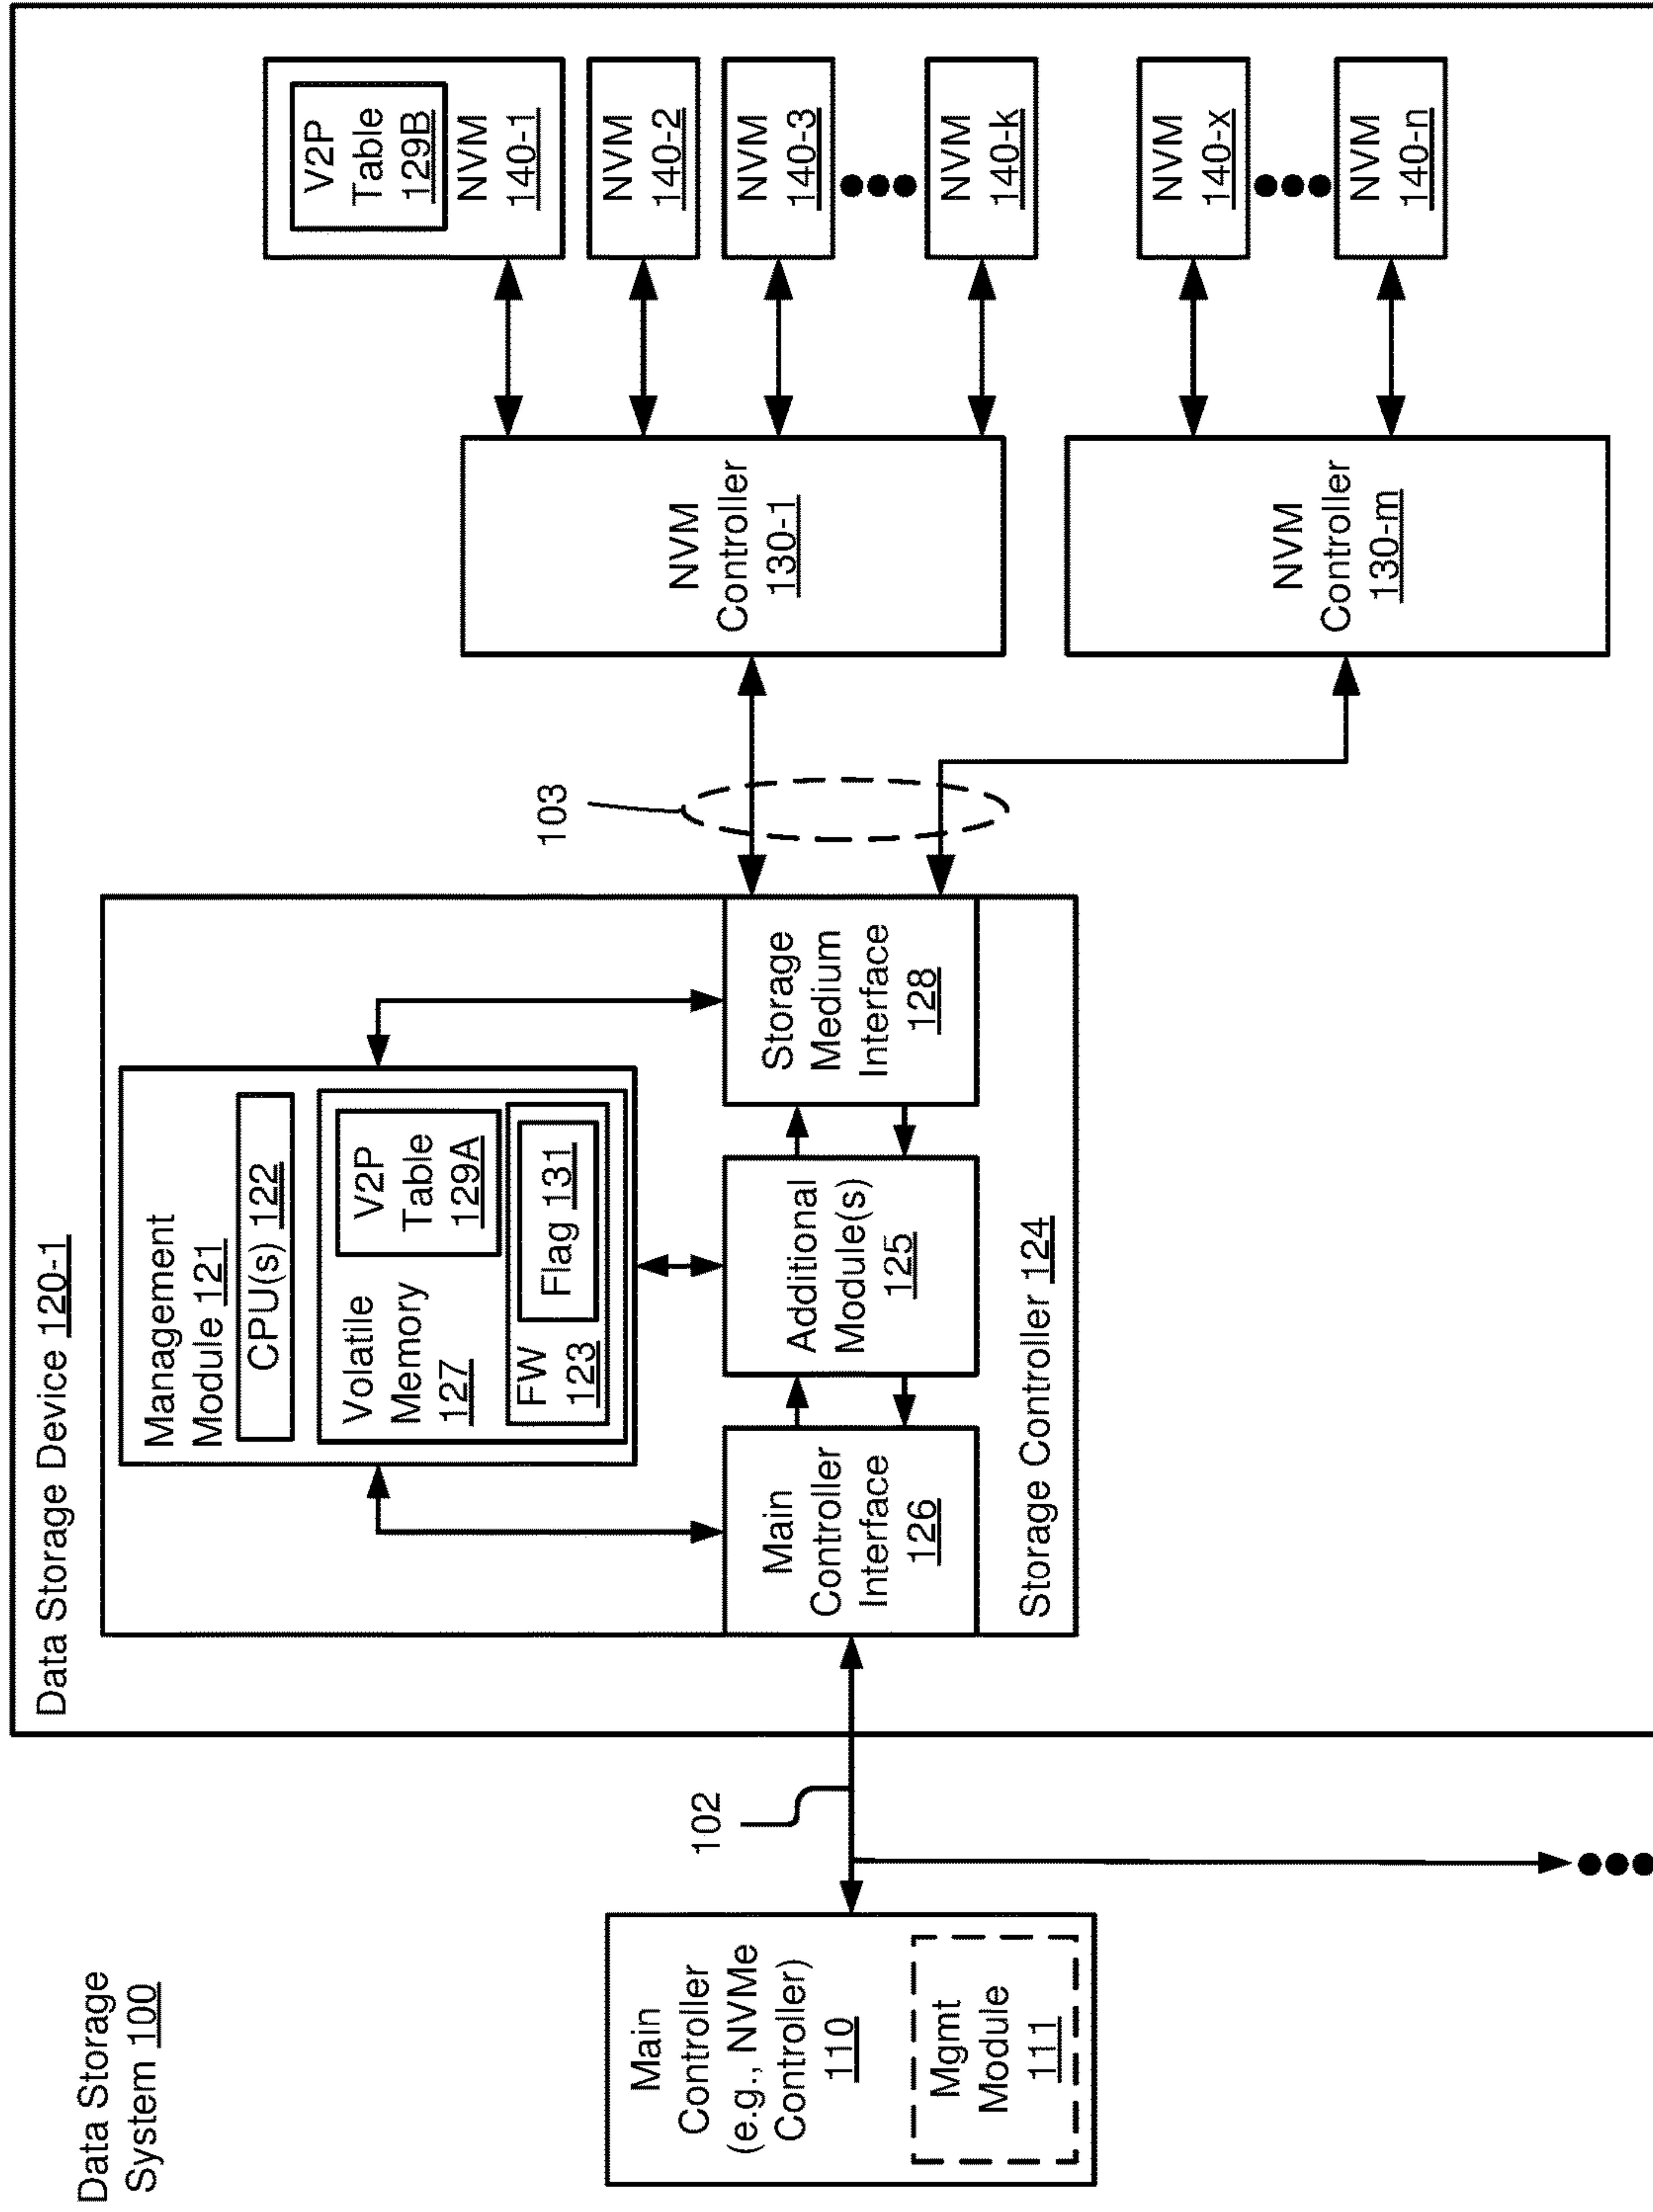 Data Storage
System 100
Main
Controller
(e.g., NVMe
Controller)
110
Mgmt
Module
111
102
Data Storage Device 120-1
Management
Module 121
CPU(s) 122
Volatile
Memory
127
V2P
Table
129A
FW
123
Flag 131
Main
Controller
Interface
126
Additional
Module(s)
125
Storage
Medium
Interface
128
Storage Controller 124
103
NVM
Controller
130-1
NVM
Controller
130-m
V2P
Table
129B
NVM
140-1
NVM
140-2
NVM
140-3
NVM
140-k
NVM
140-x
NVM
140-n